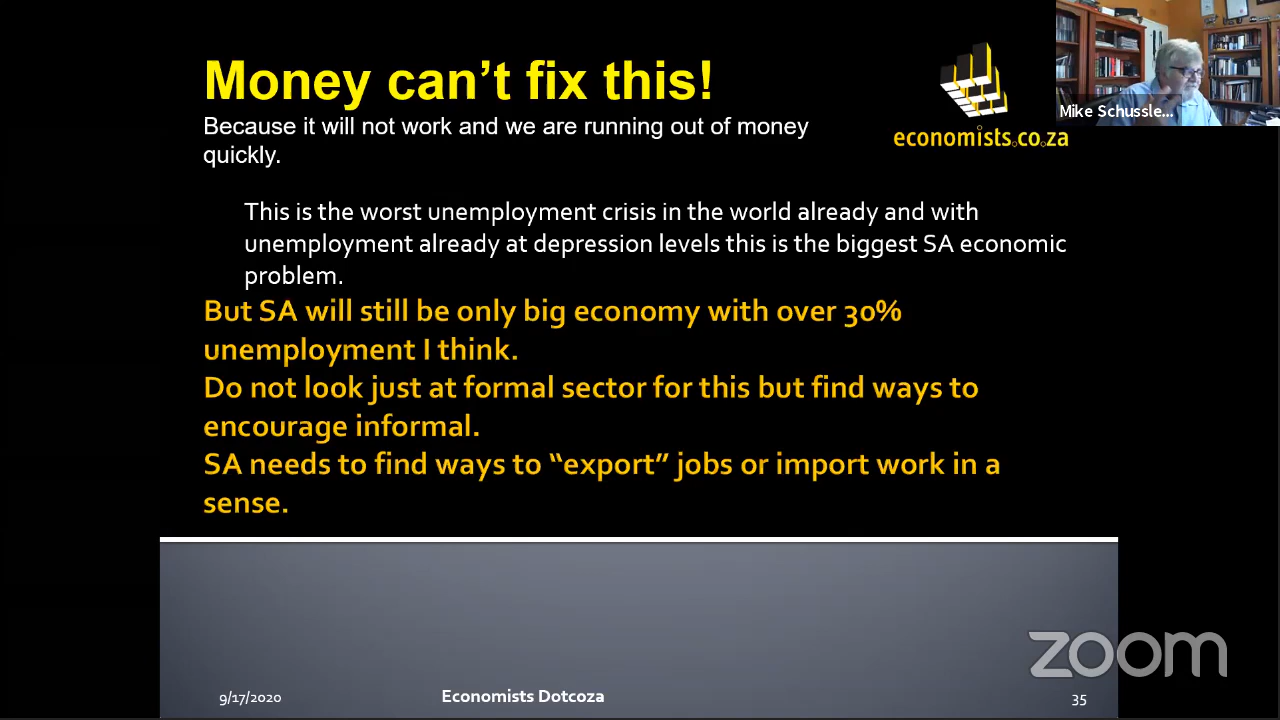 Money can't fix this!
Because it will not work and we are running out of money
quickly.
economists.co.za
Mike Schussle...
This is the worst unemployment crisis in the world already and with
unemployment already at depression levels this is the biggest SA economic
problem.
But SA will still be only big economy with over 30%
unemployment I think.
Do not look just at formal sector for this but find ways to
encourage informal.
SA needs to find ways to “export” jobs or import work in a
sense.
zoom
9/17/2020
Economists Dotcoza
35